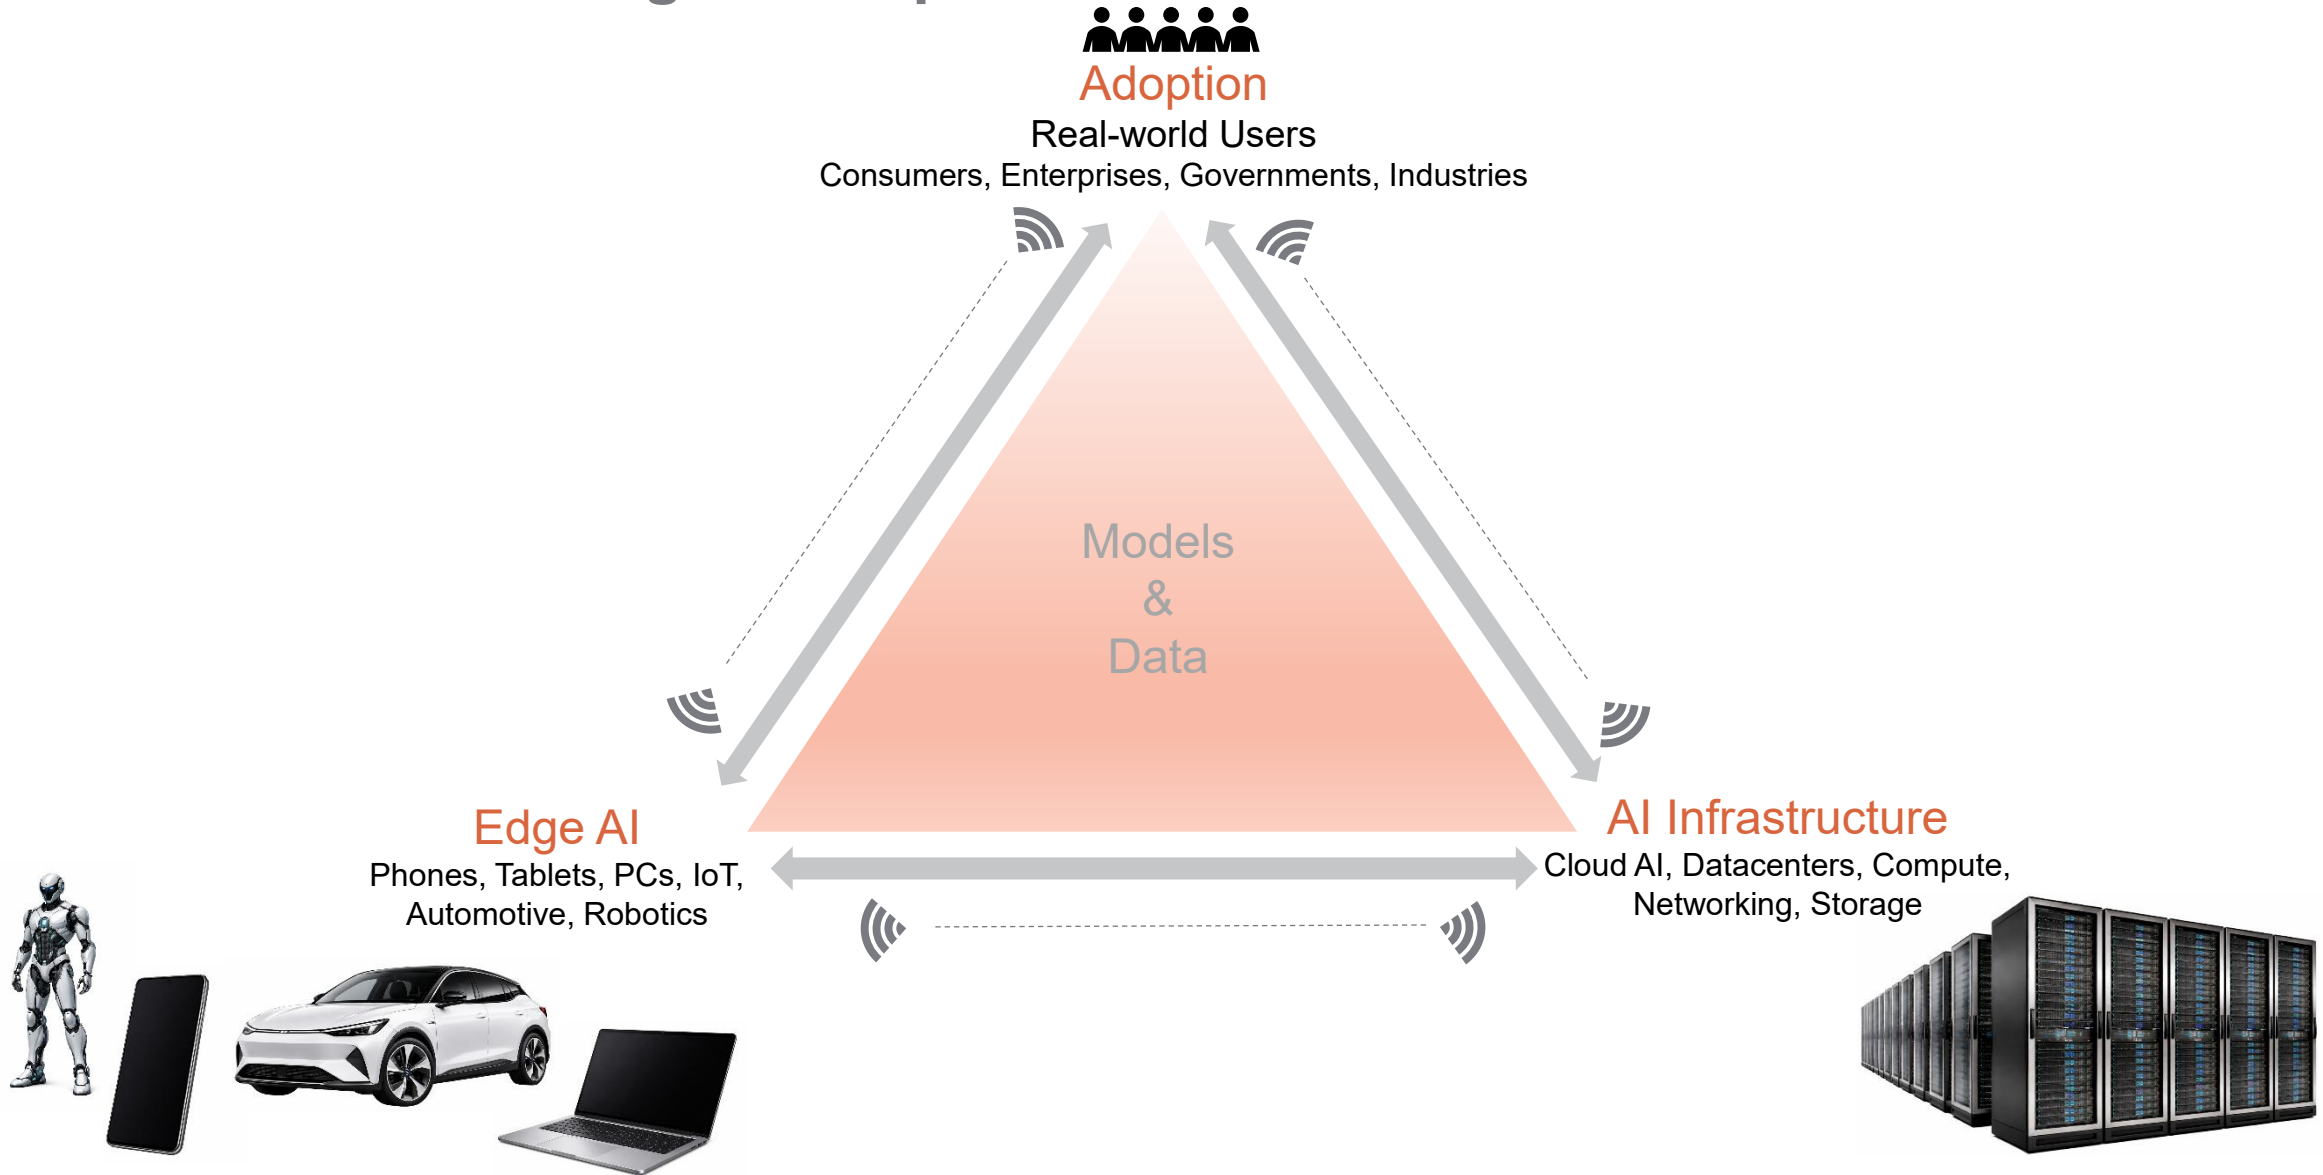 Adoption
Real-world Users
Consumers, Enterprises, Governments, Industries
Models
&
Data
Edge AI
Phones, Tablets, PCs, IoT,
Automotive, Robotics
AI Infrastructure
Cloud AI, Datacenters, Compute,
Networking, Storage